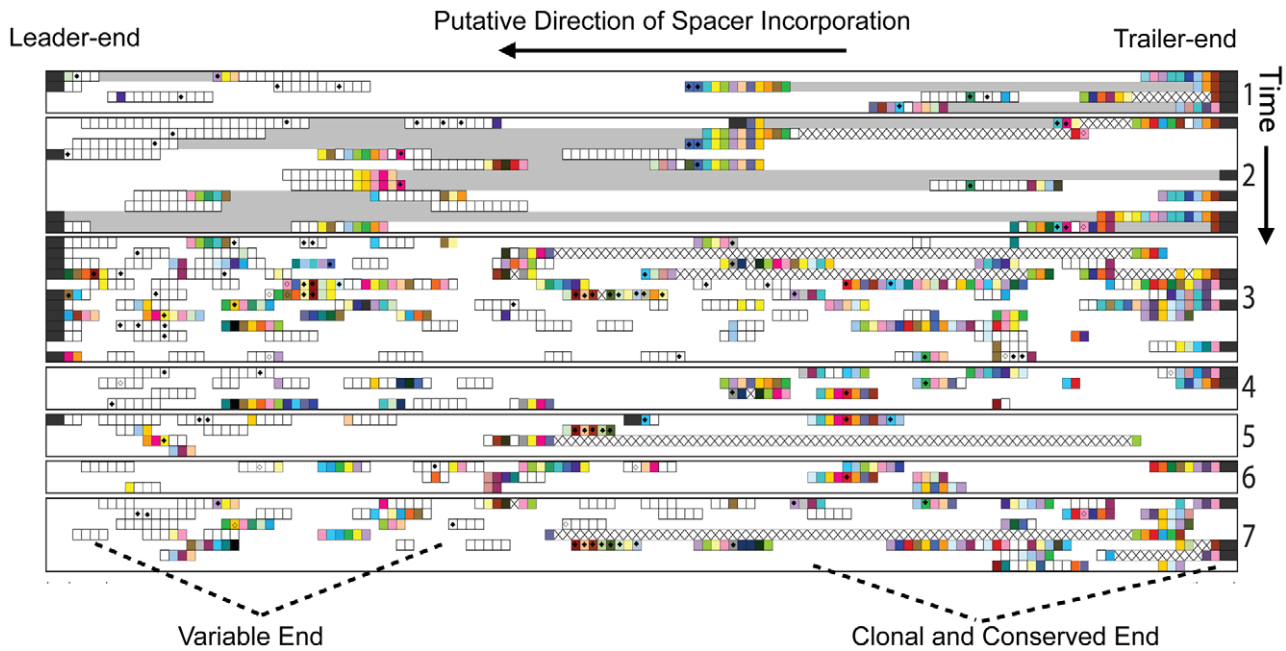 Putative Direction of Spacer Incorporation
Leader-end
Trailer-end
Time
1
2
3
4
5
6
7
Variable End
Clonal and Conserved End